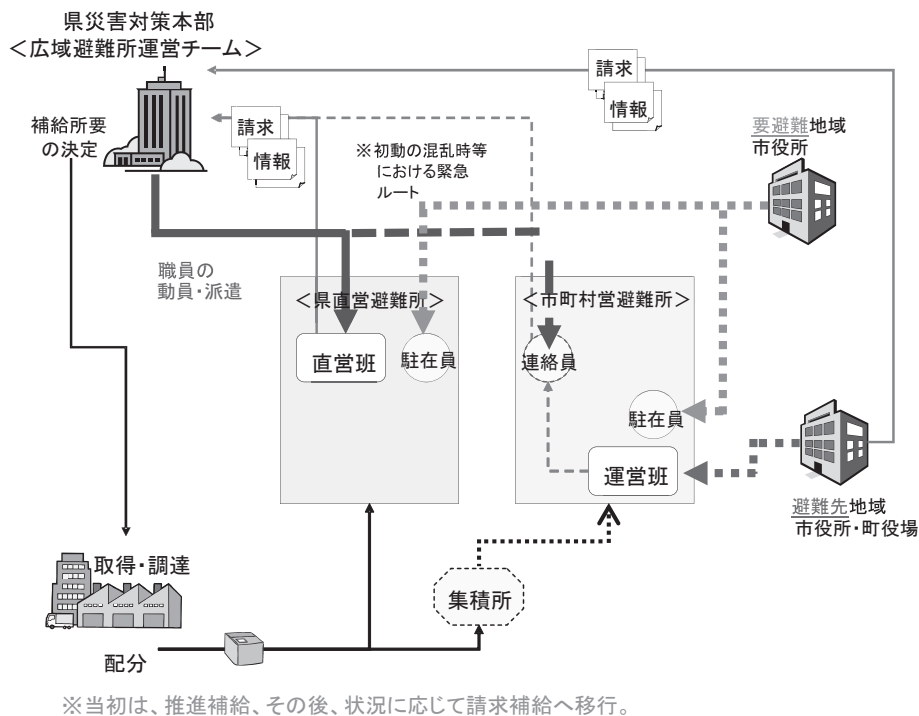 県災害対策本部
＜広域避難所運営チーム＞
請求
情報
補給所要
の決定
請求
情報
※初動の混乱時等
における緊急
ルート
要避難地域
市役所
職員の
動員・派遣
＜県直営避難所＞
＜市町村営避難所＞
直営班
駐在員
連絡員
駐在員
運営班
避難先地域
市役所・町役場
取得・調達
集積所
配分
※当初は、推進補給、その後、状況に応じて請求補給へ移行。